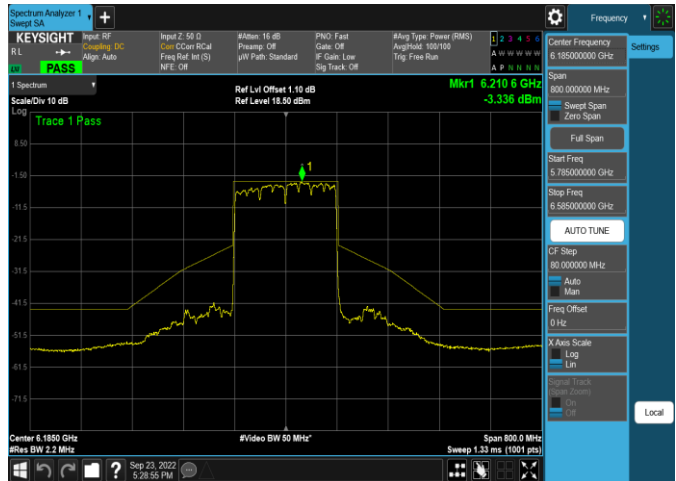 Spectrum Analyzer 1
Swept SA
Frequency
KEYSIGHT
Input: RF
Coupling: DC
Align: Auto
Input Z: 50 Ω
Corr CCorr RCal
Freq Ref: Int (S)
NFE: Off
#Atten: 16 dB
Preamp: Off
µW Path: Standard
PNO: Fast
Gate: Off
IF Gain: Low
Sig Track: Off
#Avg Type: Power (RMS)
Avg|Hold: 100/100
Trig: Free Run
1 2 3 4 5 6
A W W W W W
A P N N N N
RL
PASS
1 Spectrum
Scale/Div 10 dB
Ref Lvl Offset 1.10 dB
Ref Level 18.50 dBm
Mkr1 6.210 6 GHz
-3.336 dBm
Log
Trace 1 Pass
8.50
-1.50
-11.5
-21.5
-31.5
-41.5
-51.5
-61.5
-71.5
1
Center 6.1850 GHz
#Res BW 2.2 MHz
#Video BW 50 MHz*
Span 800.0 MHz
Sweep 1.33 ms (1001 pts)
Center Frequency
6.185000000 GHz
Settings
Span
800.000000 MHz
Swept Span
Zero Span
Full Span
Start Freq
5.785000000 GHz
Stop Freq
6.585000000 GHz
AUTO TUNE
CF Step
80.000000 MHz
Auto
Man
Freq Offset
0 Hz
X Axis Scale
Log
Lin
Signal Track
(Span Zoom)
On
Off
Local
Sep 23, 2022
5:28:55 PM